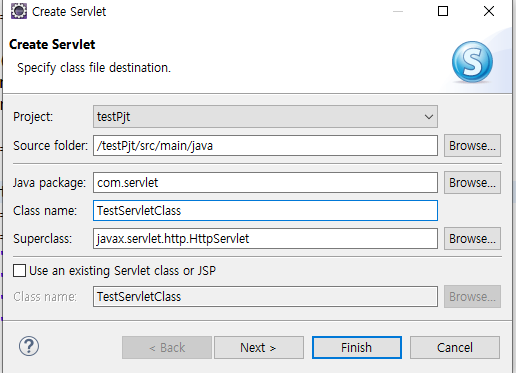 Create Servlet
Create Servlet
Specify class file destination.
S
Project: testPjt
Source folder: /testPjt/src/main/java Browse...
Java package: com.servlet Browse...
Class name: TestServletClass
Superclass: javax.servlet.http.HttpServlet Browse...
Use an existing Servlet class or JSP
Class name: TestServletClass Browse...
? < Back Next > Finish Cancel